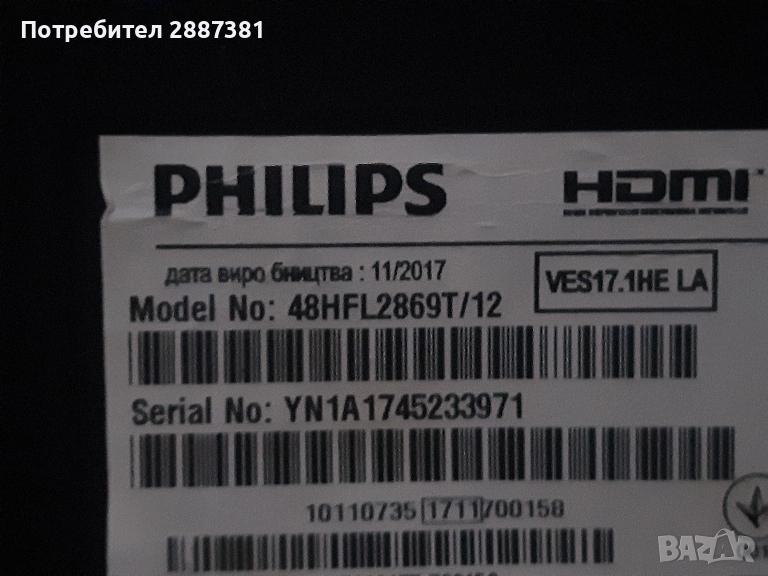 Потребител 2887381
PHILIPS HDMI
дата виро бництва : 11/2017
VES17.1HE LA
Model No: 48HFL2869T/12
Serial No: YN1A1745233971
10110735 1711 700158
BAZAR